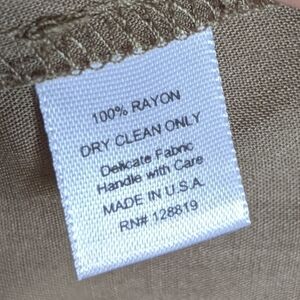 100% RAYON
DRY CLEAN ONLY
Delicate Fabric
Handle with Care
MADE IN U.S.A.
RN# 128819